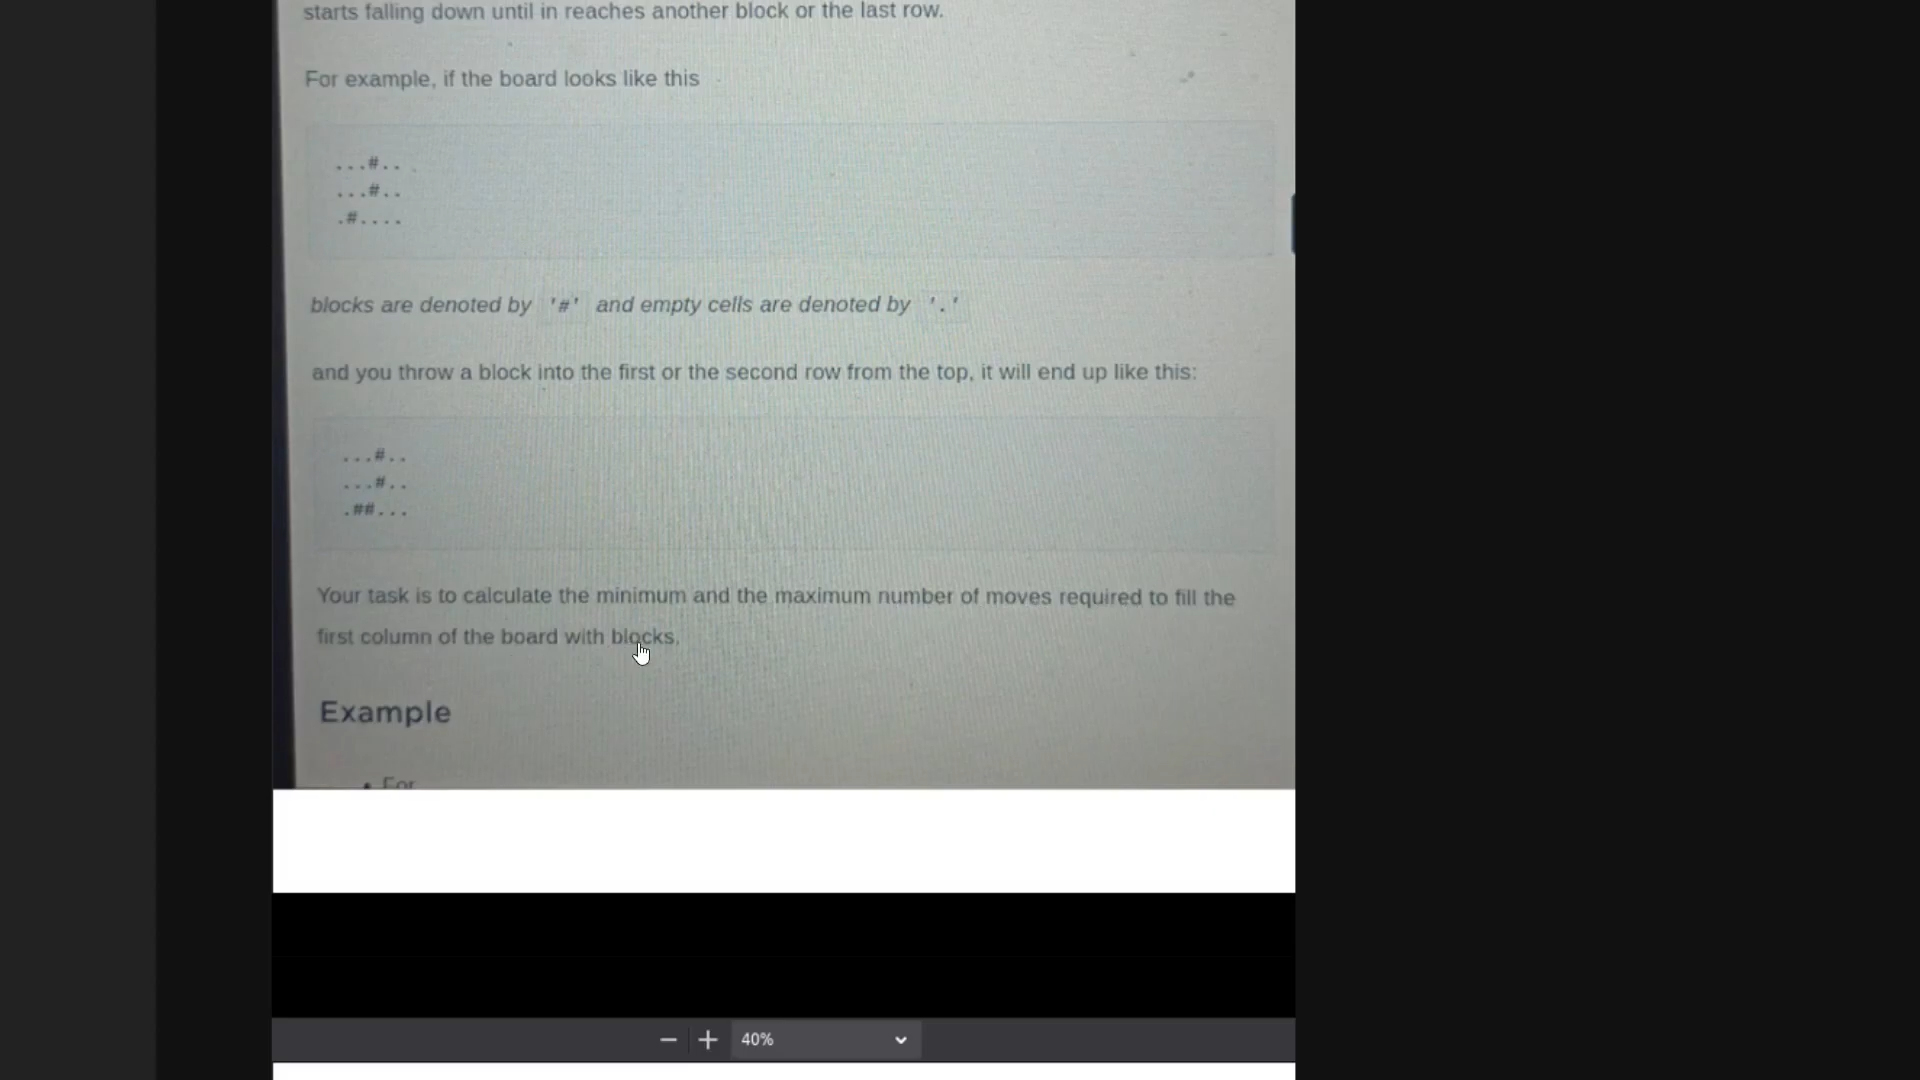 starts falling down until in reaches another block or the last row.
For example, if the board looks like this
...#..
...#..
.#....
blocks are denoted by '#' and empty cells are denoted by '.'
and you throw a block into the first or the second row from the top, it will end up like this:
...#..
...#..
.##...
Your task is to calculate the minimum and the maximum number of moves required to fill the
first column of the board with blocks.
Example
• For
40%